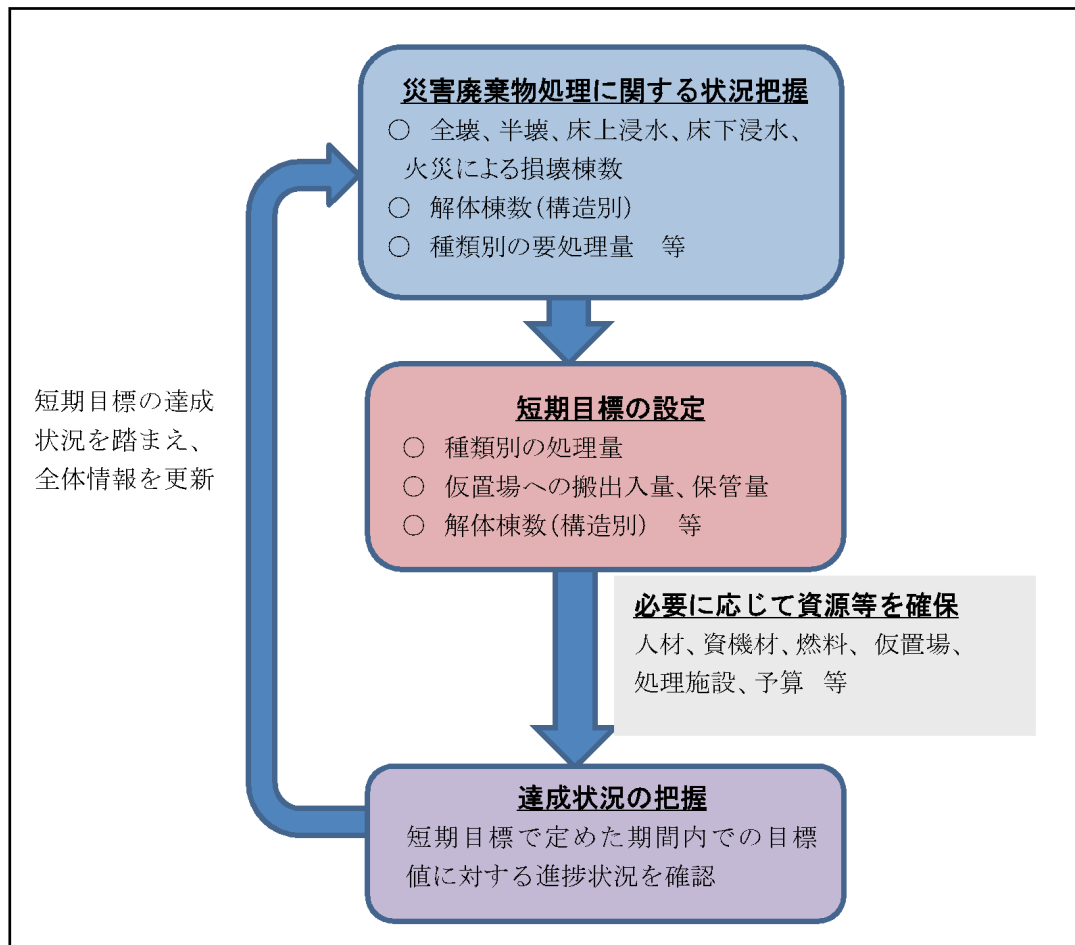 災害廃棄物処理に関する状況把握
○ 全壊、半壊、床上浸水、床下浸水、
火災による損壊棟数
○ 解体棟数(構造別)
○ 種類別の要処理量 等
短期目標の設定
○ 種類別の処理量
○ 仮置場への搬出入量、保管量
○ 解体棟数(構造別) 等
短期目標の達成
状況を踏まえ、
全体情報を更新
必要に応じて資源等を確保
人材、資機材、燃料、仮置場、
処理施設、予算 等
達成状況の把握
短期目標で定めた期間内での目標
値に対する進捗状況を確認